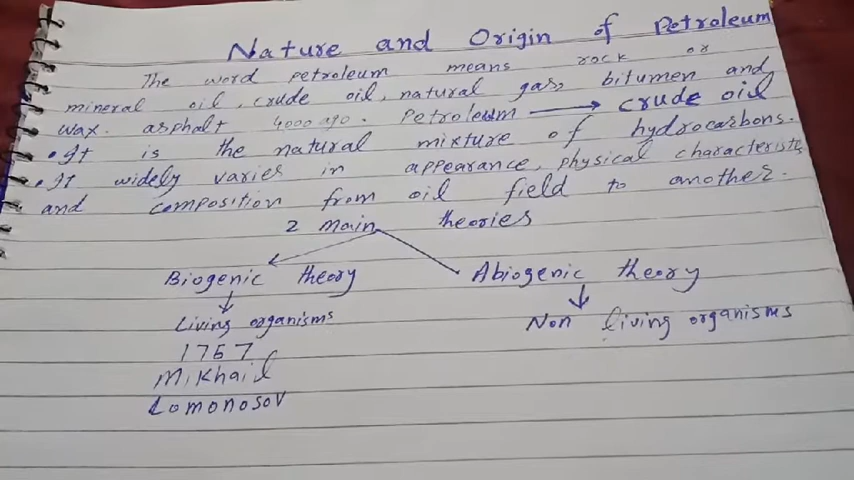 Nature and Origin of Petroleum
The word petroleum means rock or
mineral oil, crude oil, natural gas, bitumen and
wax. asphalt 4000 ago. Petroleum → crude oil
• It is the natural mixture of hydrocarbons.
• It widely varies in appearance, physical characterists
and composition from oil field to another.
2 main theories
Biogenic theory Abiogenic theory
Living organisms Non living organisms
1757
Mikhail
Lomonosov